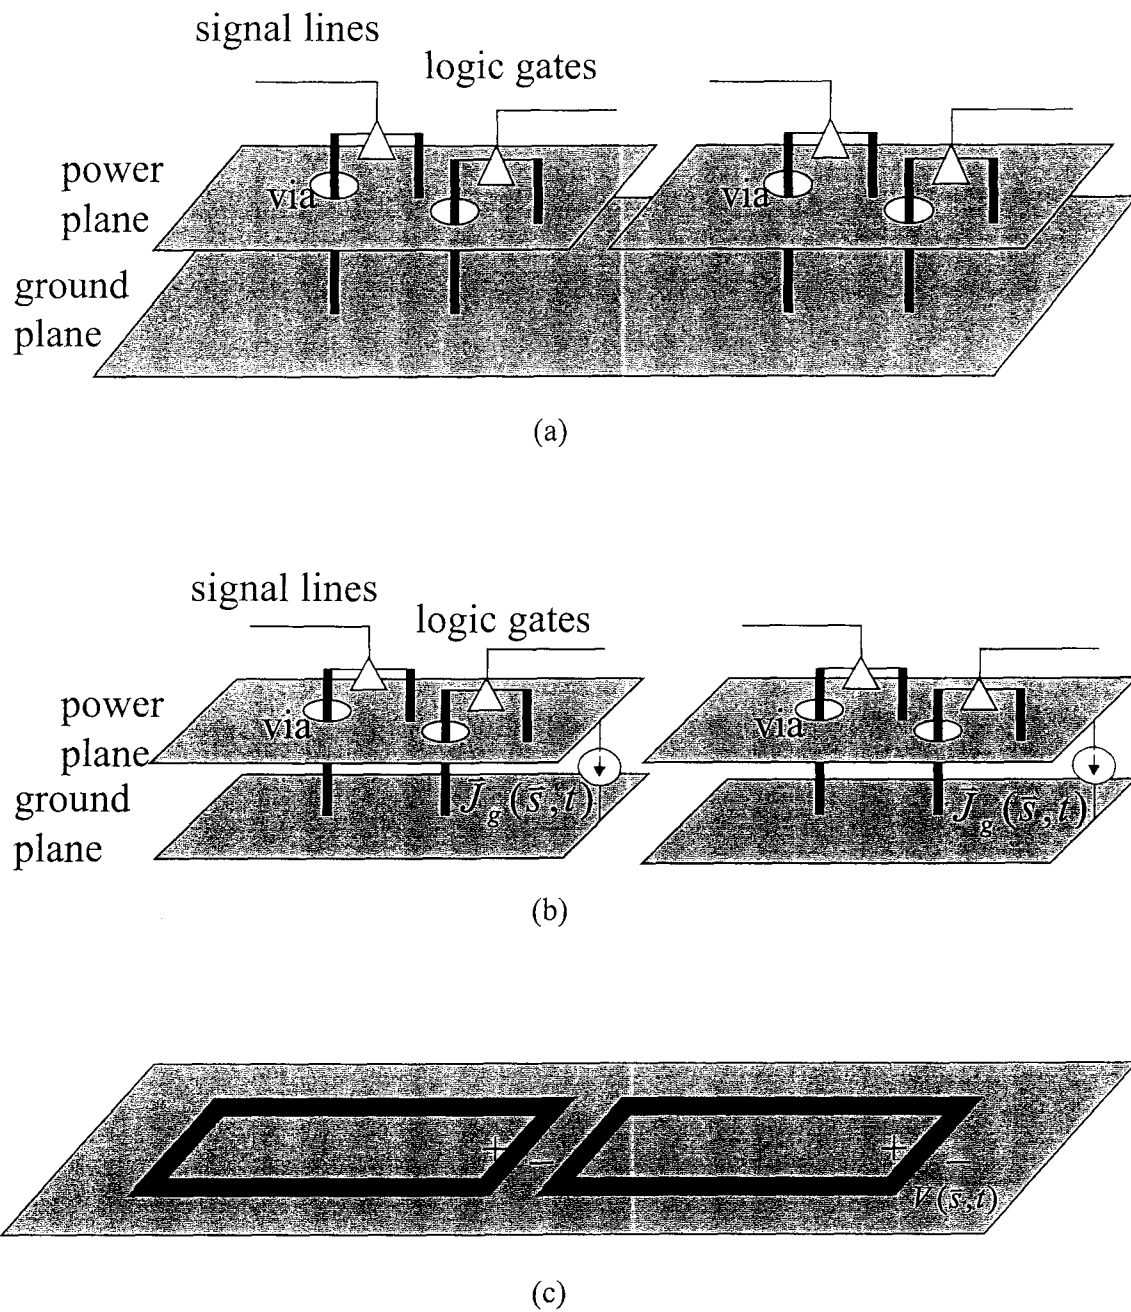 signal lines
logic gates
power
plane
via
via
ground
plane
(a)
signal lines
logic gates
power
plane
via
via
ground
plane
J̄g(s̄,t)
J̄g(s̄,t)
(b)
+
−
+
−
V(s̄,t)
(c)